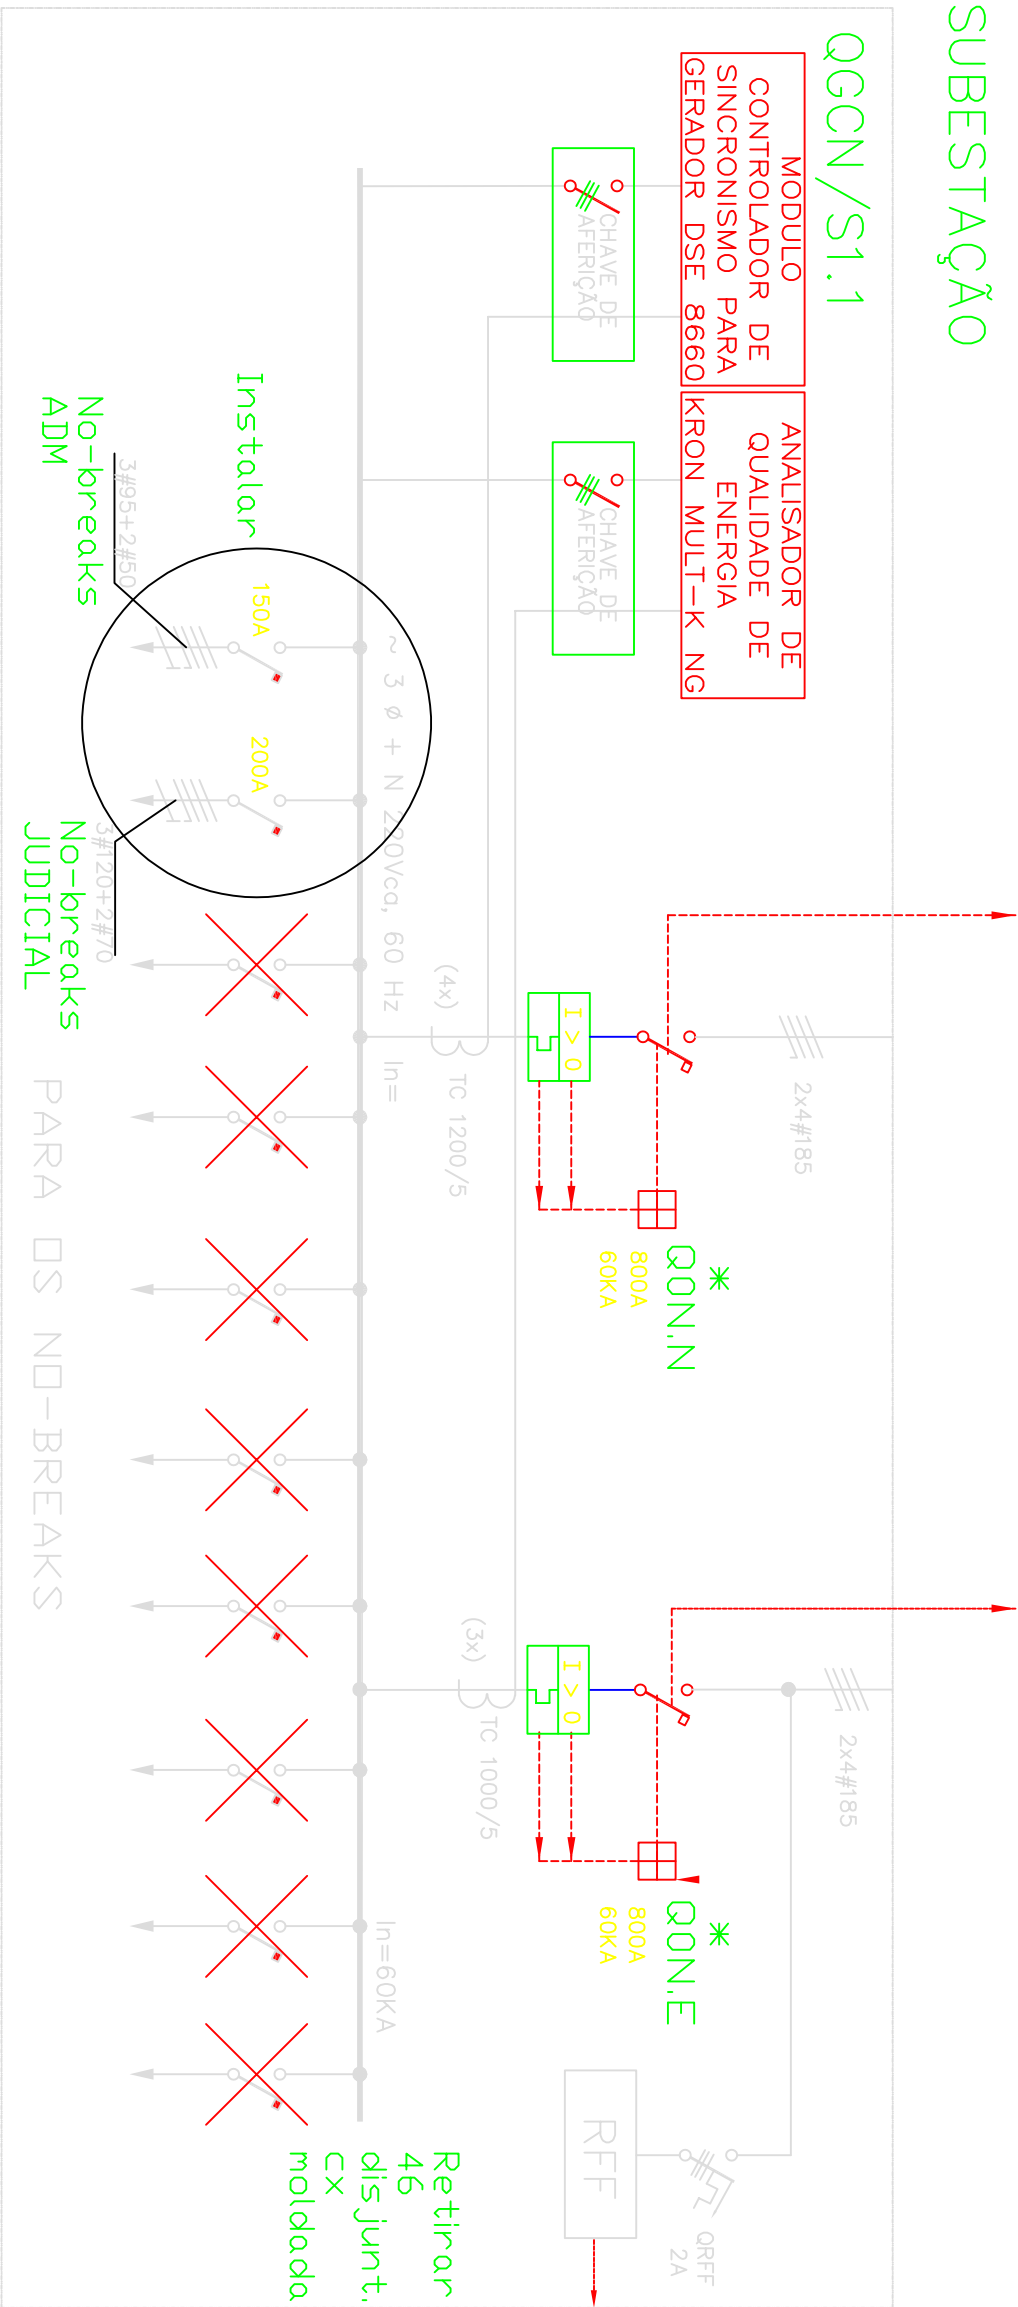 SUBESTAÇÃO
QGCN/S1.1
MODULO
CONTROLADOR DE
SINCRONISMO PARA
GERADOR DSE 8660
ANALISADOR DE
QUALIDADE DE
ENERGIA
KRON MULT-K NG
CHAVE DE
AFERIÇÃO
CHAVE DE
AFERIÇÃO
2x4#185
2x4#185
*
QDN.N
800A
60KA
*
QDN.E
800A
60KA
I > 0
I > 0
QRFF
2A
RFF
(4x)
TC 1200/5
(3x)
TC 1000/5
~ 3 ø + N 220Vca, 60 Hz In=
In=60KA
Instalar
150A
200A
No-breaks
ADM
3#95+2#50
No-breaks
JUDICIAL
3#120+2#70
PARA OS NO-BREAKS
Retirar
46
disjunt.
cx
moldada